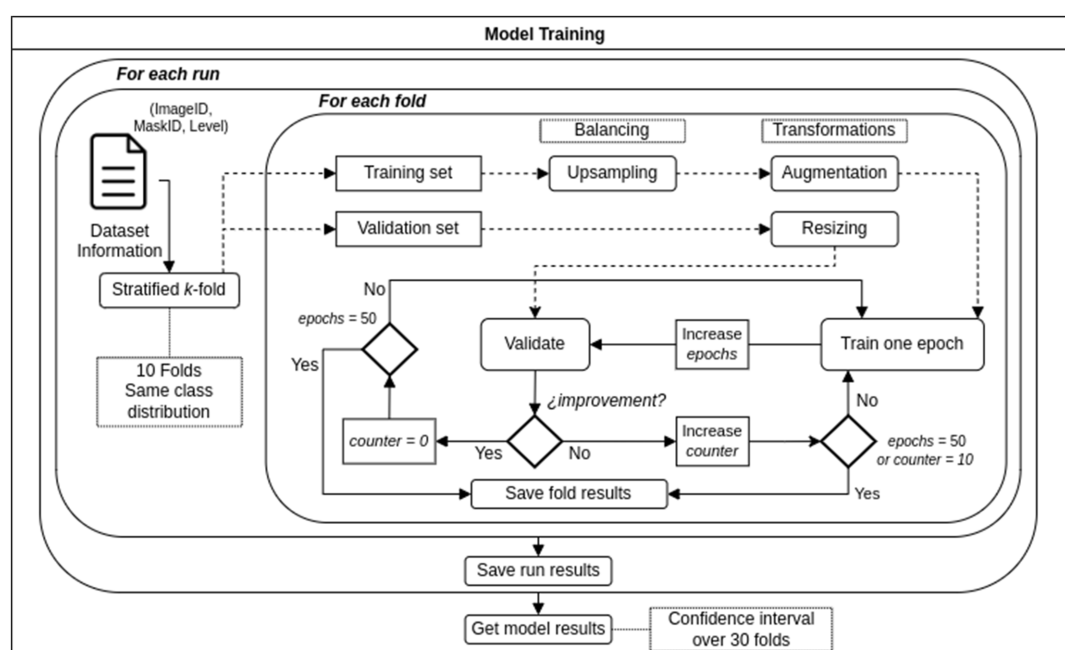 Model Training
For each run
(ImageID,
MaskID, Level)
For each fold
Balancing
Transformations
Training set
Upsampling
Augmentation
Dataset
Information
Validation set
Resizing
Stratified k-fold
No
epochs = 50
Validate
Increase
epochs
Train one epoch
Yes
10 Folds
Same class
distribution
¿improvement?
No
counter = 0
Yes
No
Increase
counter
epochs = 50
or counter = 10
Save fold results
Yes
Save run results
Get model results
Confidence interval
over 30 folds